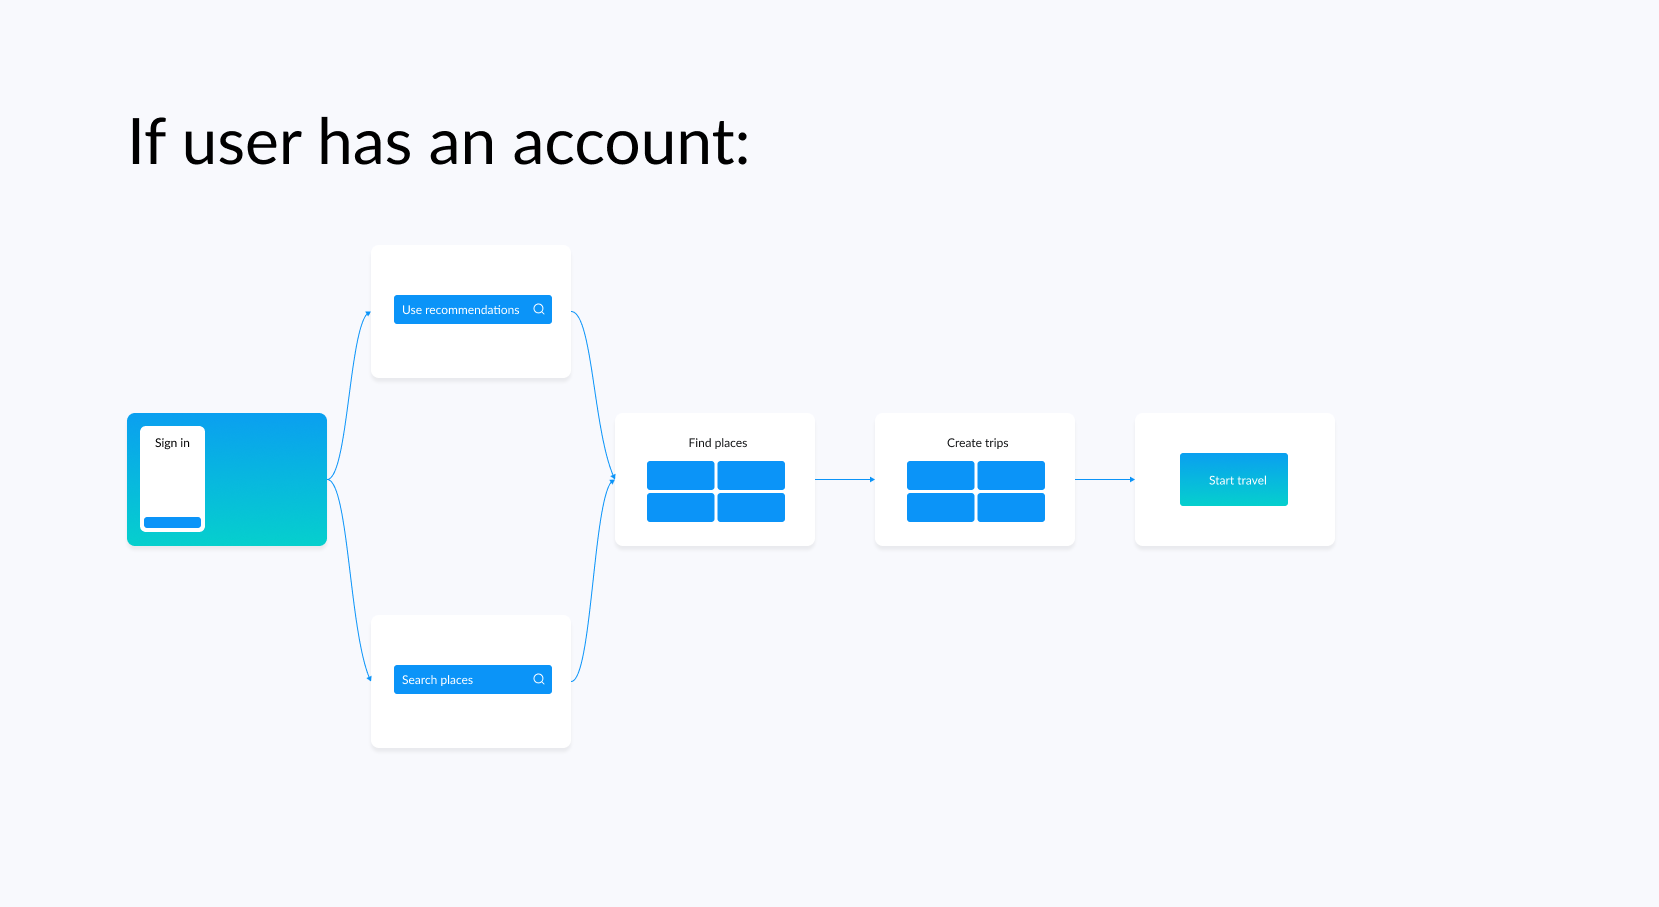 If user has an account:
Use recommendations
Sign in
Find places
Create trips
Start travel
Search places